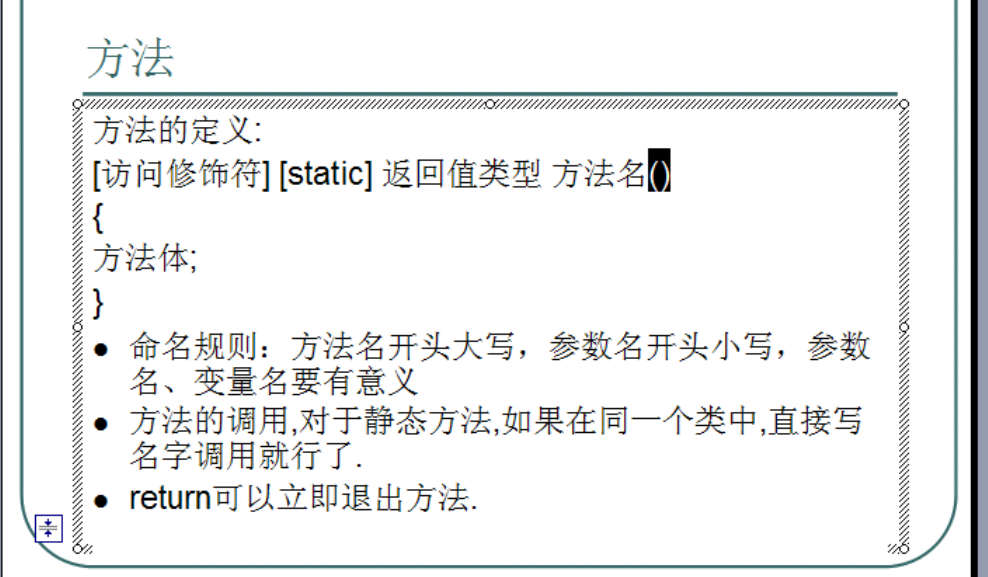 方法
方法的定义:
[访问修饰符] [static] 返回值类型 方法名()
{
方法体;
}
● 命名规则：方法名开头大写，参数名开头小写，参数
名、变量名要有意义
● 方法的调用,对于静态方法,如果在同一个类中,直接写
名字调用就行了.
● return可以立即退出方法.